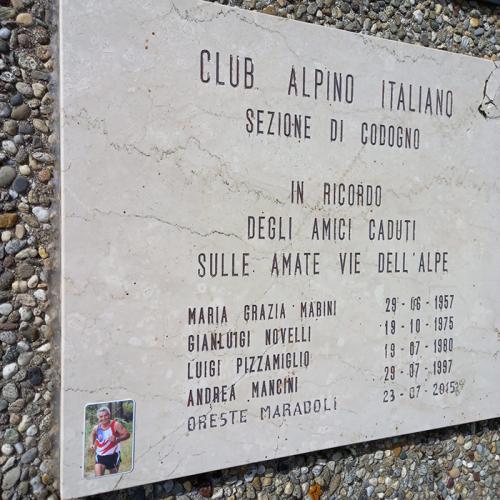 CLUB ALPINO ITALIANO
SEZIONE DI CODOGNO
IN RICORDO
DEGLI AMICI CADUTI
SULLE AMATE VIE DELL'ALPE
MARIA GRAZIA MABINI 29-06-1957
GIANLUIGI NOVELLI 19-10-1975
LUIGI PIZZAMIGLIO 19-07-1980
ANDREA MANCINI 29-07-1997
ORESTE MARADOLI 23-07-2015